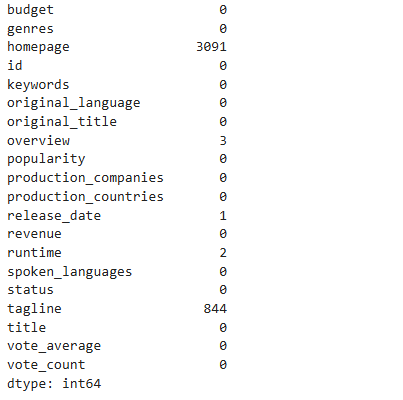 budget 0
genres 0
homepage 3091
id 0
keywords 0
original_language 0
original_title 0
overview 3
popularity 0
production_companies 0
production_countries 0
release_date 1
revenue 0
runtime 2
spoken_languages 0
status 0
tagline 844
title 0
vote_average 0
vote_count 0
dtype: int64